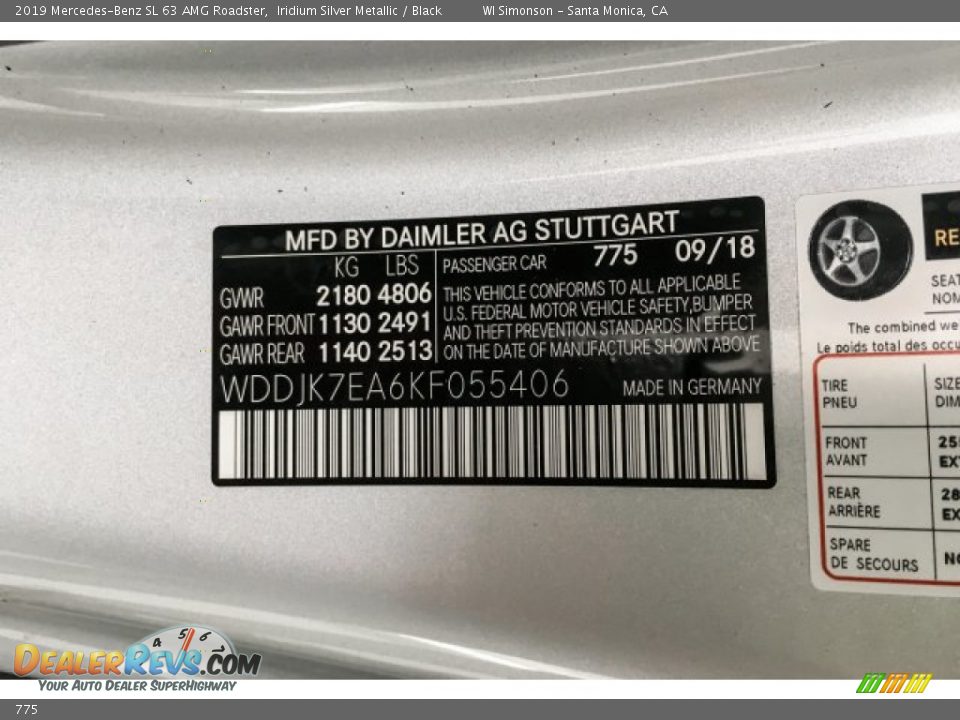 2019 Mercedes-Benz SL 63 AMG Roadster, Iridium Silver Metallic / Black WI Simonson - Santa Monica, CA
MFD BY DAIMLER AG STUTTGART
KG LBS
GVWR 2180 4806
GAWR FRONT 1130 2491
GAWR REAR 1140 2513
PASSENGER CAR 775 09/18
THIS VEHICLE CONFORMS TO ALL APPLICABLE
U.S. FEDERAL MOTOR VEHICLE SAFETY,BUMPER
AND THEFT PREVENTION STANDARDS IN EFFECT
ON THE DATE OF MANUFACTURE SHOWN ABOVE
WDDJK7EA6KF055406 MADE IN GERMANY
The combined
Le poids total des
TIRE
PNEU
FRONT
AVANT
REAR
ARRIÈRE
SPARE
DE SECOURS
4 5 6 7
DEALERREVS.COM
YOUR AUTO DEALER SUPERHIGHWAY
775